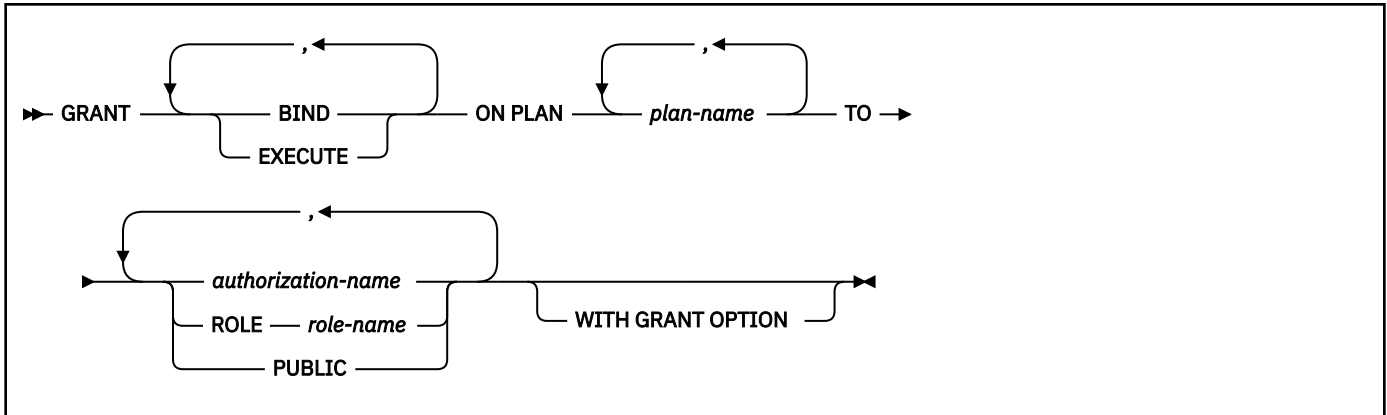 , ,
GRANT BIND ON PLAN plan-name TO
EXECUTE
,
authorization-name
ROLE role-name WITH GRANT OPTION
PUBLIC